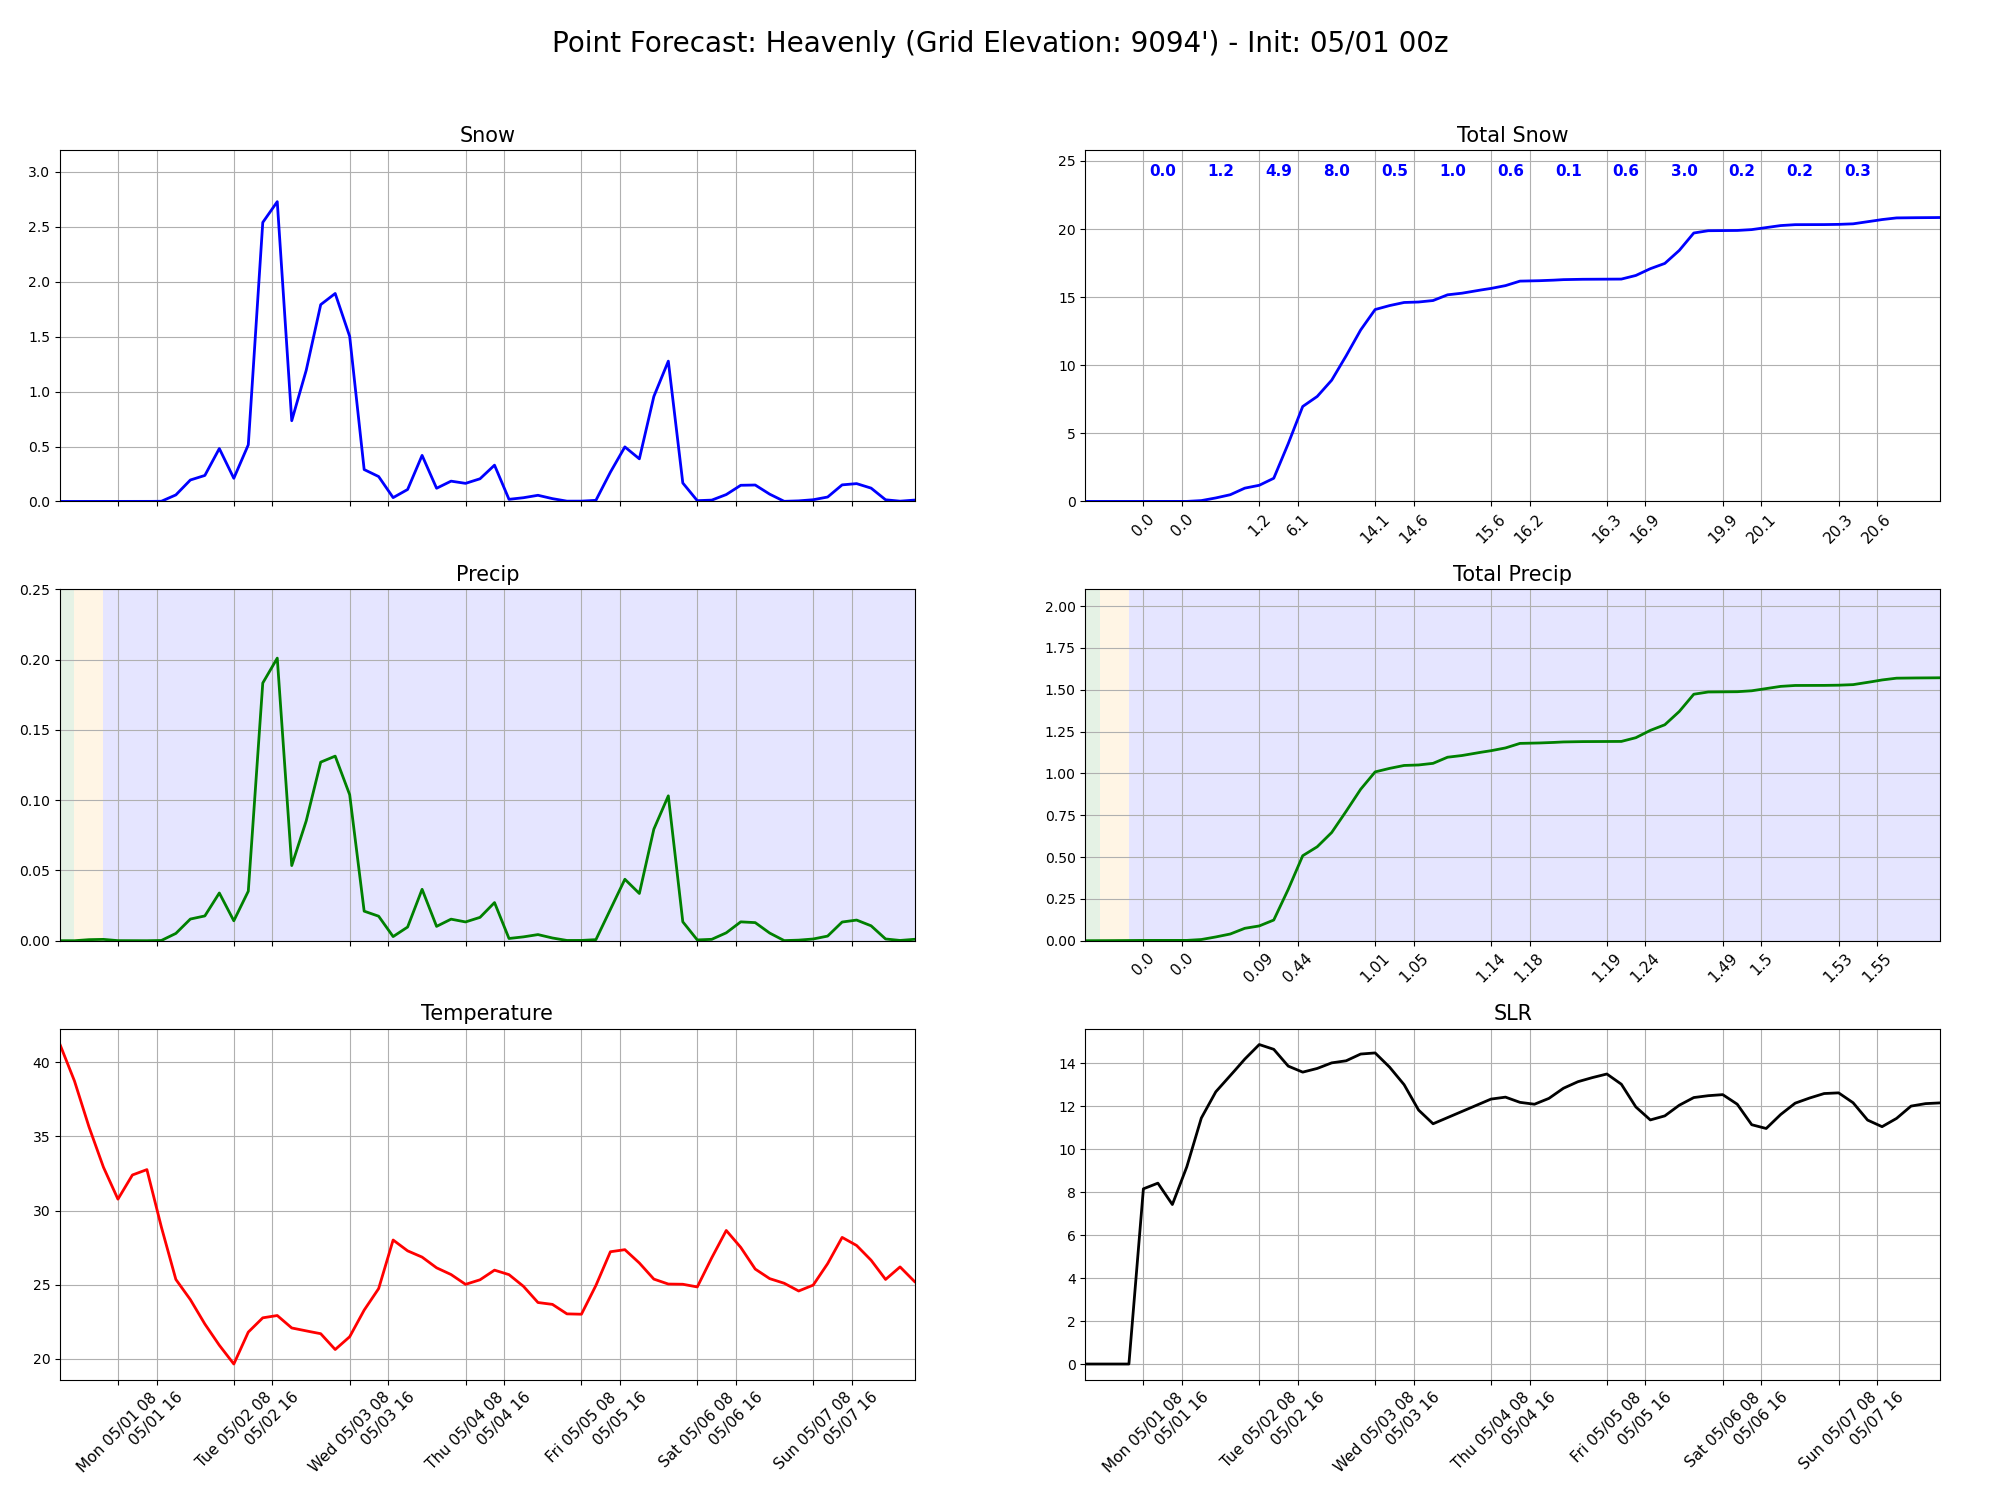 Point Forecast: Heavenly (Grid Elevation: 9094') - Init: 05/01 00z
Snow
3.0
2.5
2.0
1.5
1.0
0.5
0.0
Total Snow
25
20
15
10
5
0
0.0 1.2 4.9 8.0 0.5 1.0 0.6 0.1 0.6 3.0 0.2 0.2 0.3
0.0 0.0 1.2 6.1 14.1 14.6 15.6 16.2 16.3 16.9 19.9 20.1 20.3 20.6
Precip
0.25
0.20
0.15
0.10
0.05
0.00
Total Precip
2.00
1.75
1.50
1.25
1.00
0.75
0.50
0.25
0.00
0.0 0.0 0.09 0.44 1.01 1.05 1.14 1.18 1.19 1.24 1.49 1.5 1.53 1.55
Temperature
40
35
30
25
20
Mon 05/01 08
05/01 16
Tue 05/02 08
05/02 16
Wed 05/03 08
05/03 16
Thu 05/04 08
05/04 16
Fri 05/05 08
05/05 16
Sat 05/06 08
05/06 16
Sun 05/07 08
05/07 16
SLR
14
12
10
8
6
4
2
0
Mon 05/01 08
05/01 16
Tue 05/02 08
05/02 16
Wed 05/03 08
05/03 16
Thu 05/04 08
05/04 16
Fri 05/05 08
05/05 16
Sat 05/06 08
05/06 16
Sun 05/07 08
05/07 16